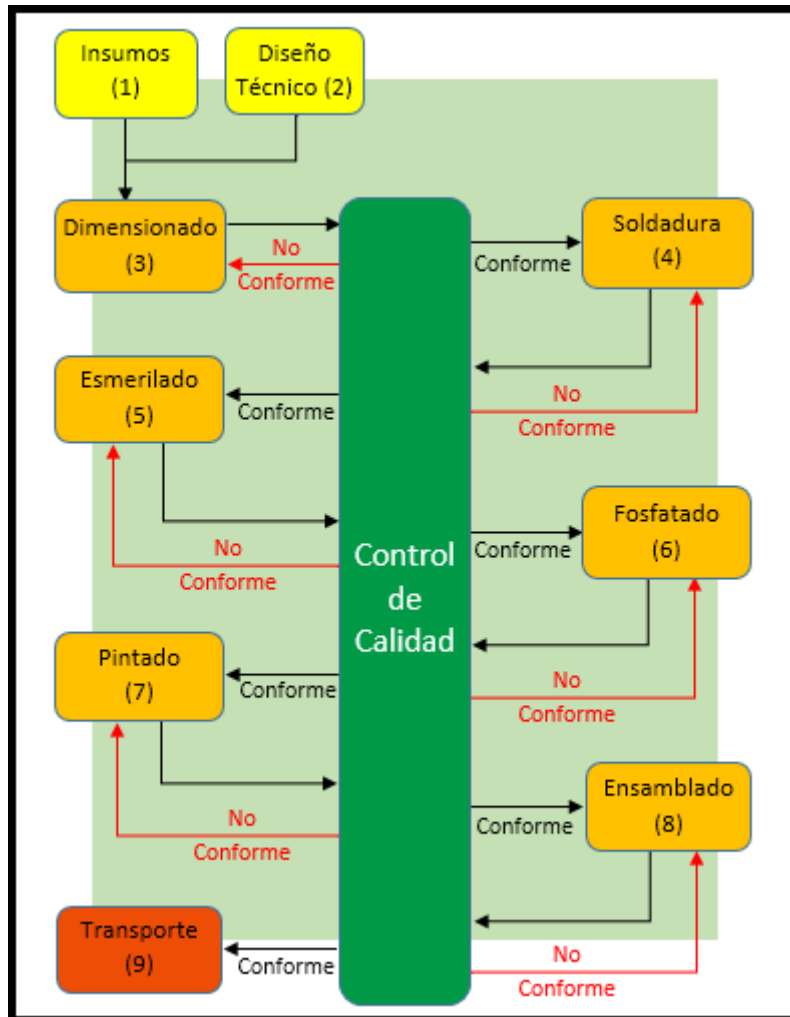 Insumos
(1)
Diseño
Técnico (2)
Dimensionado
(3)
No
Conforme
Conforme
Soldadura
(4)
No
Conforme
Esmerilado
(5)
Conforme
No
Conforme
Conforme
Fosfatado
(6)
No
Conforme
Control
de
Calidad
Pintado
(7)
Conforme
No
Conforme
Conforme
Ensamblado
(8)
No
Conforme
Transporte
(9)
Conforme